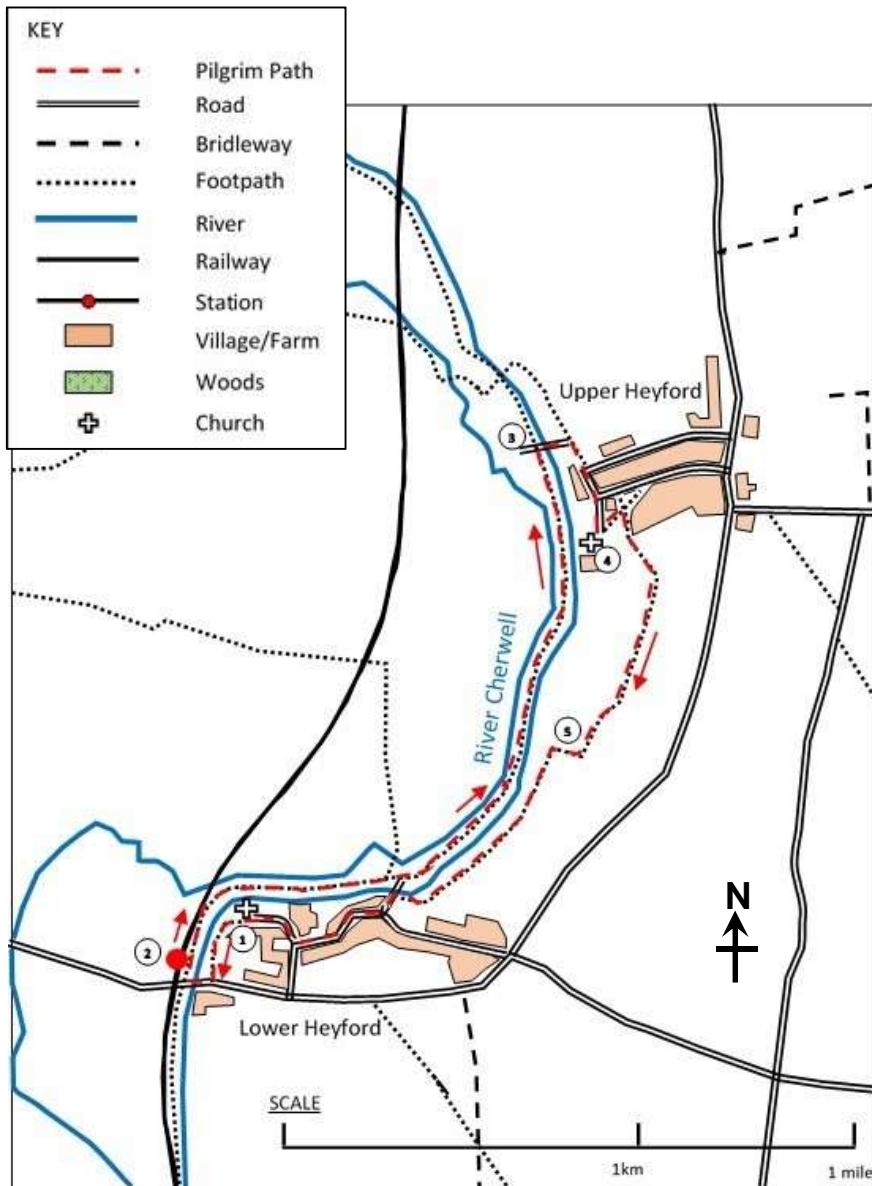 KEY
Pilgrim Path
Road
Bridleway
Footpath
River
Railway
Station
Village/Farm
Woods
Church
Upper Heyford
3
4
River Cherwell
5
N
1
2
Lower Heyford
SCALE
1km
1 mile